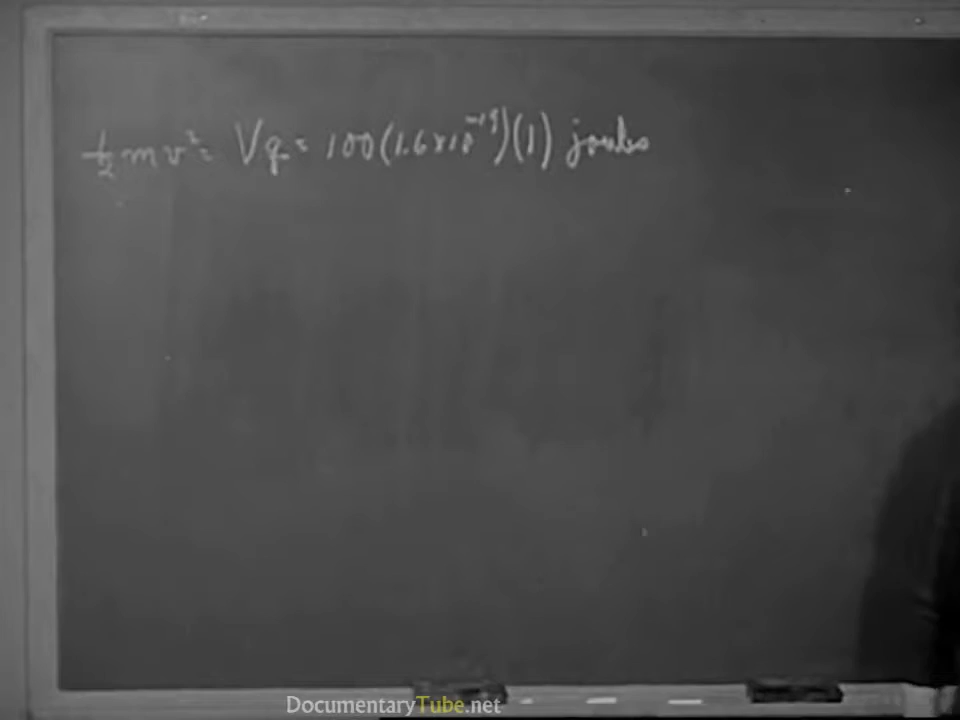 ½mv² = Vq = 100(1.6×10⁻¹⁹)(1) joules
DocumentaryTube.net